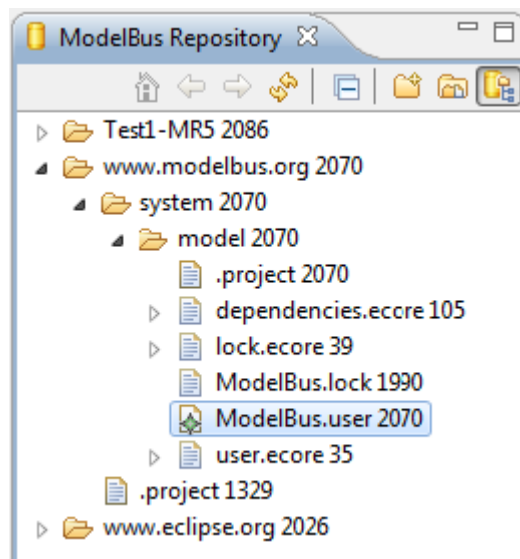 ModelBus Repository
Test1-MR5 2086
www.modelbus.org 2070
system 2070
model 2070
.project 2070
dependencies.ecore 105
lock.ecore 39
ModelBus.lock 1990
ModelBus.user 2070
user.ecore 35
.project 1329
www.eclipse.org 2026